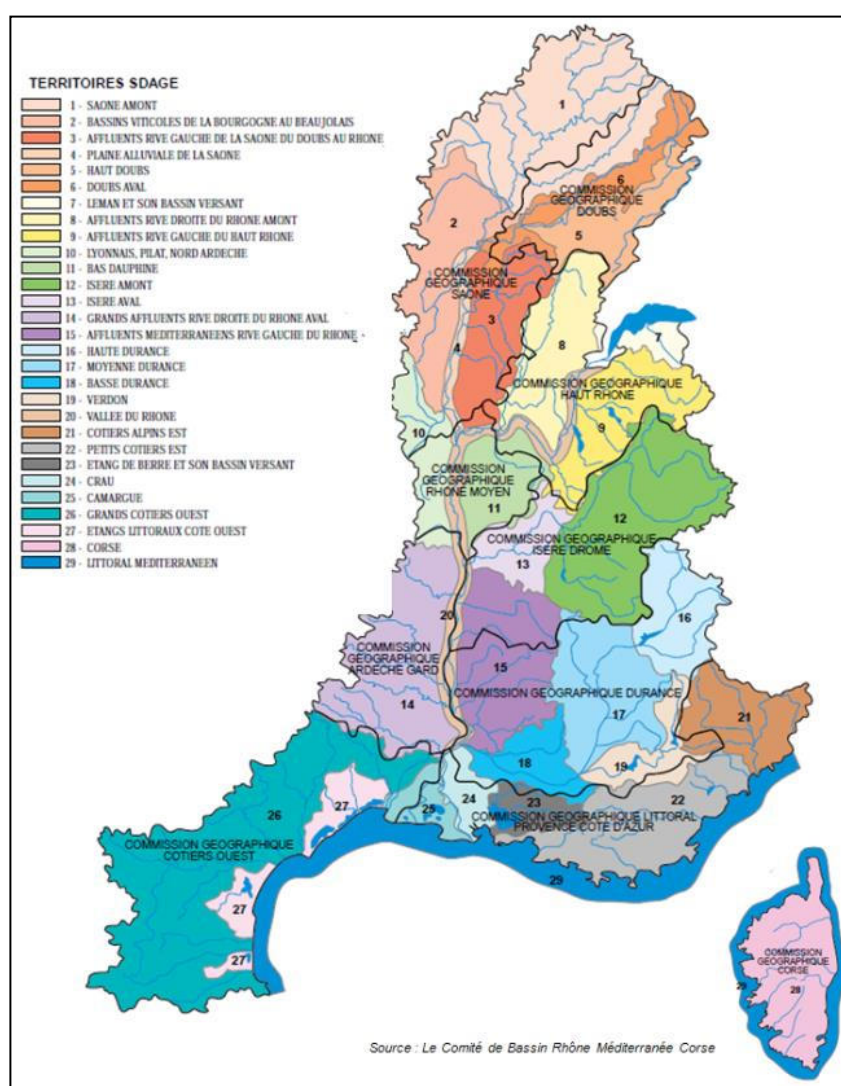 TERRITOIRES SDAGE
1 - SAONE AMONT
2 - BASSINS VITICOLES DE LA BOURGOGNE AU BEAUJOLAIS
3 - AFFLUENTS RIVE GAUCHE DE LA SAONE DU DOUBS AU RHONE
4 - PLAINE ALLUVIALE DE LA SAONE
5 - HAUT DOUBS
6 - DOUBS AVAL
7 - LEMAN ET SON BASSIN VERSANT
8 - AFFLUENTS RIVE DROITE DU RHONE AMONT
9 - AFFLUENTS RIVE GAUCHE DU HAUT RHONE
10 - LYONNAIS, PILAT, NORD ARDECHE
11 - BAS DAUPHINE
12 - ISERE AMONT
13 - ISERE AVAL
14 - GRANDS AFFLUENTS RIVE DROITE DU RHONE AVAL
15 - AFFLUENTS MEDITERRANEENS RIVE GAUCHE DU RHONE
16 - HAUTE DURANCE
17 - MOYENNE DURANCE
18 - BASSE DURANCE
19 - VERDON
20 - VALLEE DU RHONE
21 - COTIERS ALPINS EST
22 - PETITS COTIERS EST
23 - ETANG DE BERRE ET SON BASSIN VERSANT
24 - CRAU
25 - CAMARGUE
26 - GRANDS COTIERS OUEST
27 - ETANGS LITTORAUX COTE OUEST
28 - CORSE
29 - LITTORAL MEDITERRANEEN
1
6
COMMISSION
GEOGRAPHIQUE
DOUBS
2
5
COMMISSION
GEOGRAPHIQUE
SAONE
3
4
7
8
COMMISSION GEOGRAPHIQUE
HAUT RHONE
9
10
COMMISSION
GEOGRAPHIQUE
RHONE MOYEN
11
12
COMMISSION GEOGRAPHIQUE
ISERE DROME
13
20
16
COMMISSION
GEOGRAPHIQUE
ARDECHE GARD
14
15
COMMISSION GEOGRAPHIQUE DURANCE
17
21
18
19
26
27
25
24
23
22
COMMISSION GEOGRAPHIQUE LITTORAL
PROVENCE COTE D'AZUR
COMMISSION GEOGRAPHIQUE
COTIERS OUEST
27
27
29
COMMISSION
GEOGRAPHIQUE
CORSE
29
28
Source : Le Comité de Bassin Rhône Méditerranée Corse